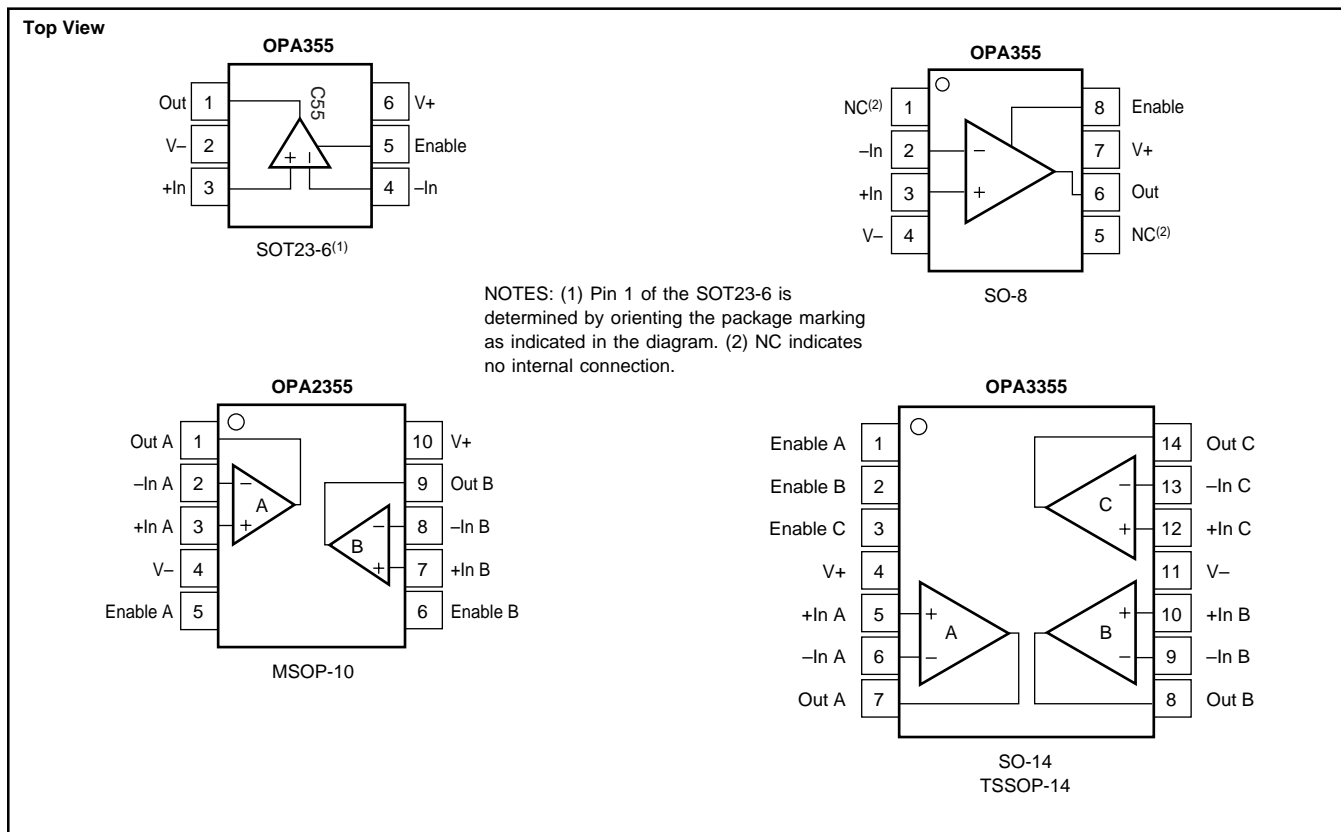 Top View
OPA355
Out 1 C55 6 V+
V– 2 5 Enable
+In 3 + – 4 –In
SOT23-6(1)
OPA355
NC(2) 1 8 Enable
–In 2 – 7 V+
+In 3 + 6 Out
V– 4 5 NC(2)
SO-8
NOTES: (1) Pin 1 of the SOT23-6 is
determined by orienting the package marking
as indicated in the diagram. (2) NC indicates
no internal connection.
OPA2355
Out A 1 10 V+
–In A 2 – A 9 Out B
+In A 3 + – 8 –In B
V– 4 B + 7 +In B
Enable A 5 6 Enable B
MSOP-10
OPA3355
Enable A 1 14 Out C
Enable B 2 – 13 –In C
Enable C 3 C + 12 +In C
V+ 4 11 V–
+In A 5 + A B + 10 +In B
–In A 6 – – 9 –In B
Out A 7 8 Out B
SO-14
TSSOP-14